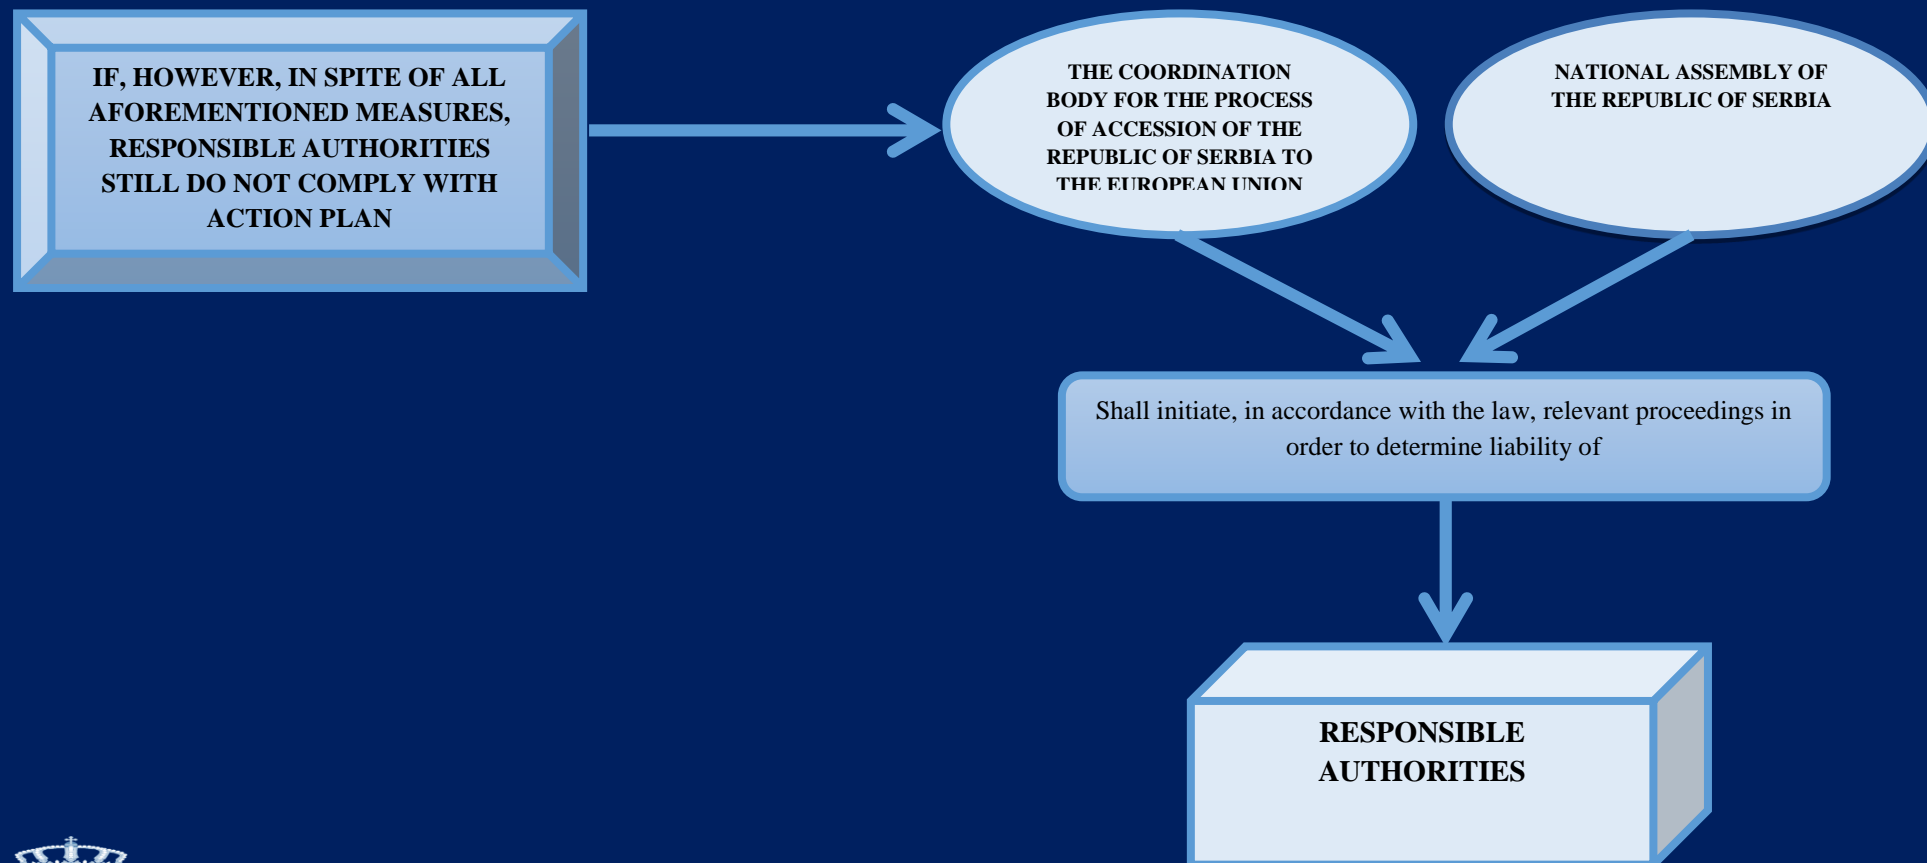 IF, HOWEVER, IN SPITE OF ALL
AFOREMENTIONED MEASURES,
RESPONSIBLE AUTHORITIES
STILL DO NOT COMPLY WITH
ACTION PLAN
THE COORDINATION
BODY FOR THE PROCESS
OF ACCESSION OF THE
REPUBLIC OF SERBIA TO
THE EUROPEAN UNION
NATIONAL ASSEMBLY OF
THE REPUBLIC OF SERBIA
Shall initiate, in accordance with the law, relevant proceedings in
order to determine liability of
RESPONSIBLE
AUTHORITIES